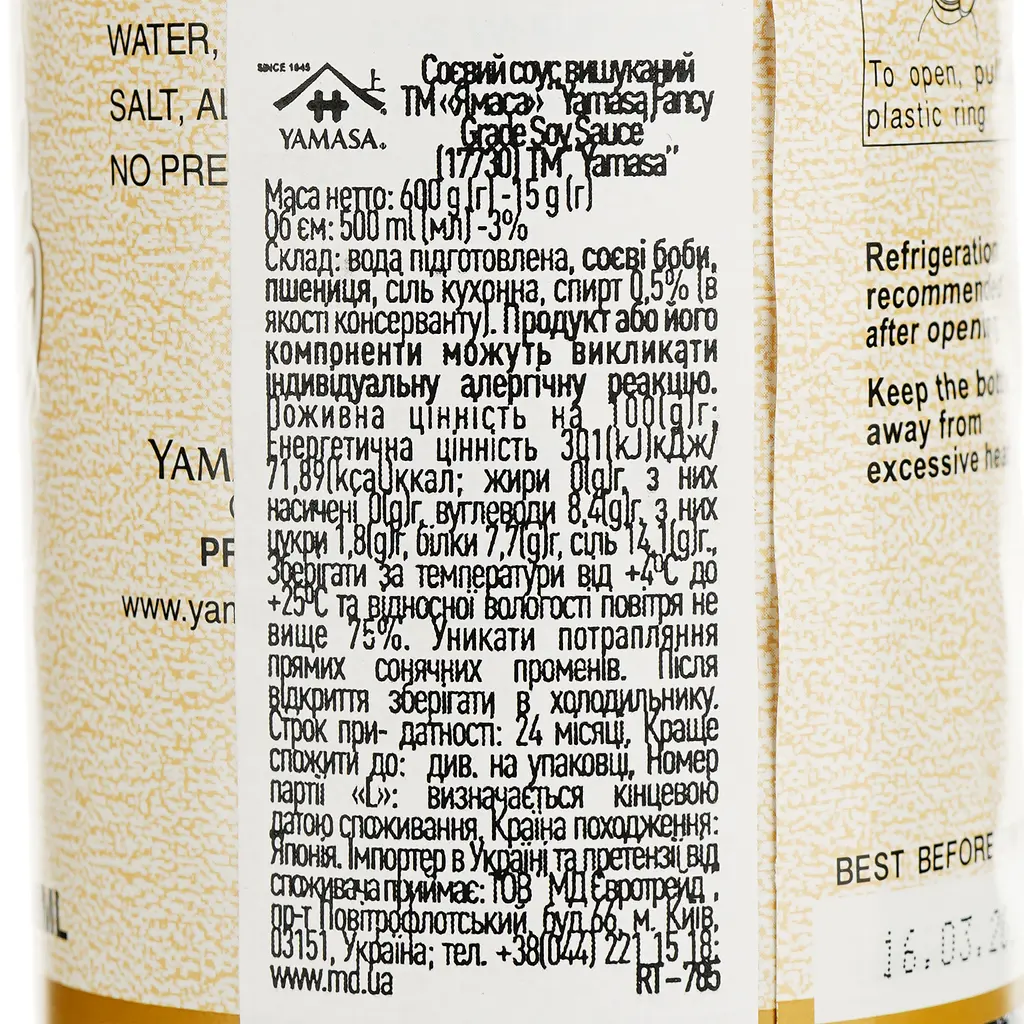 WATER,
SALT, AL
NO PRE
YAM
PR
www.yam
ML
SINCE 1645
YAMASA®
Соєвий соус вишуканий
ТМ «Ямаса» "Yamasa Fancy
Grade Soy Sauce
(17730) ТМ "Yamasa"
Маса нетто: 600 g (г) -15 g (г)
Об єм: 500 ml (мл) -3%
Склад: вода підготовлена, соєві боби,
пшениця, сіль кухонна, спирт 0,5% (в
якості консерванту). Продукт або його
компоненти можуть викликати
індивідуальну алергічну реакцію.
Поживна цінність на 100(g)г:
Енергетична цінність 301(kJ)кДж/
71,89(kcal)ккал; жири 0(g)г, з них
насичені 0(g)г, вуглеводи 8,4(g)г, з них
цукри 1,8(g)г, білки 7,7(g)г, сіль 14,1(g)г.,
Зберігати за температури від +4°C до
+25°C та відносної вологості повітря не
вище 75%. Уникати потрапляння
прямих сонячних променів. Після
відкриття зберігати в холодильнику.
Строк при- датності: 24 місяці, Краще
спожити до: див. на упаковці, Номер
партії «L»: визначається кінцевою
датою споживання. Країна походження:
Японія. Імпортер в Україні та претензії від
споживача приймає: ТОВ "МД Євротрейд",
пр-т. Повітрофлотський, буд.66, м. Київ,
03151, Україна; тел. +38(044) 221 15 18;
www.md.ua RT-785
To open, pul
plastic ring
Refrigeration
recommended
after openin
Keep the bot
away from
excessive hea
BEST BEFORE
16.03.20